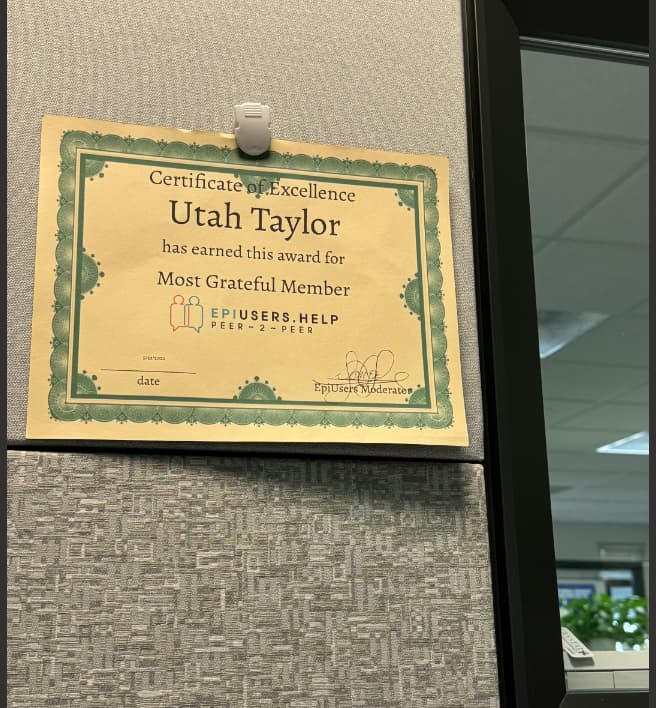 Certificate of Excellence
Utah Taylor
has earned this award for
Most Grateful Member
EPIUSERS.HELP
PEER ~ 2 ~ PEER
date
EpiUsers Moderator